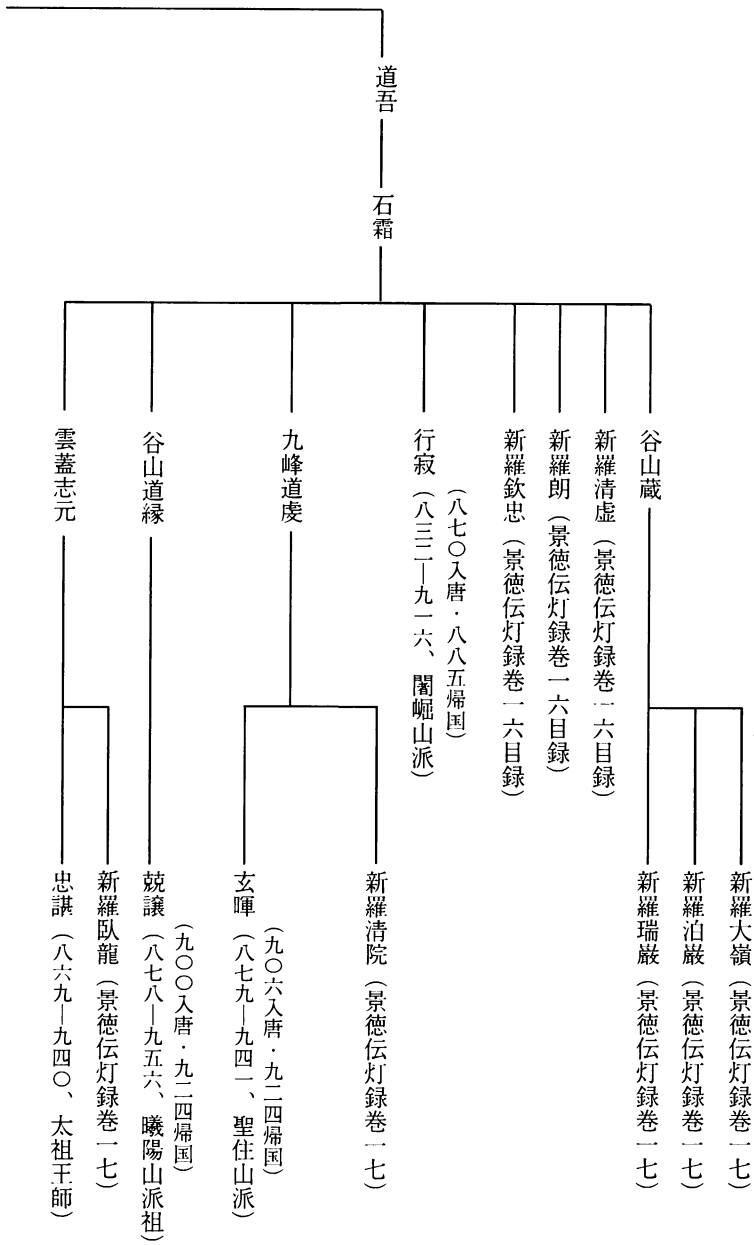 道吾
石霜
谷山蔵
新羅清虚（景徳伝灯録巻一六目録）
新羅朗（景徳伝灯録巻一六目録）
新羅欽忠（景徳伝灯録巻一六目録）
（八七〇入唐・八八五帰国）
行寂（八三二―九一六、闍崛山派）
九峰道虔
谷山道縁
雲蓋志元
新羅大嶺（景徳伝灯録巻一七）
新羅泊巌（景徳伝灯録巻一七）
新羅瑞巌（景徳伝灯録巻一七）
新羅清院（景徳伝灯録巻一七）
（九〇六入唐・九二四帰国）
玄暉（八七九―九四一、聖住山派）
（九〇〇入唐・九二四帰国）
兢譲（八七八―九五六、曦陽山派祖）
新羅臥龍（景徳伝灯録巻一七）
忠諶（八六九―九四〇、太祖王師）